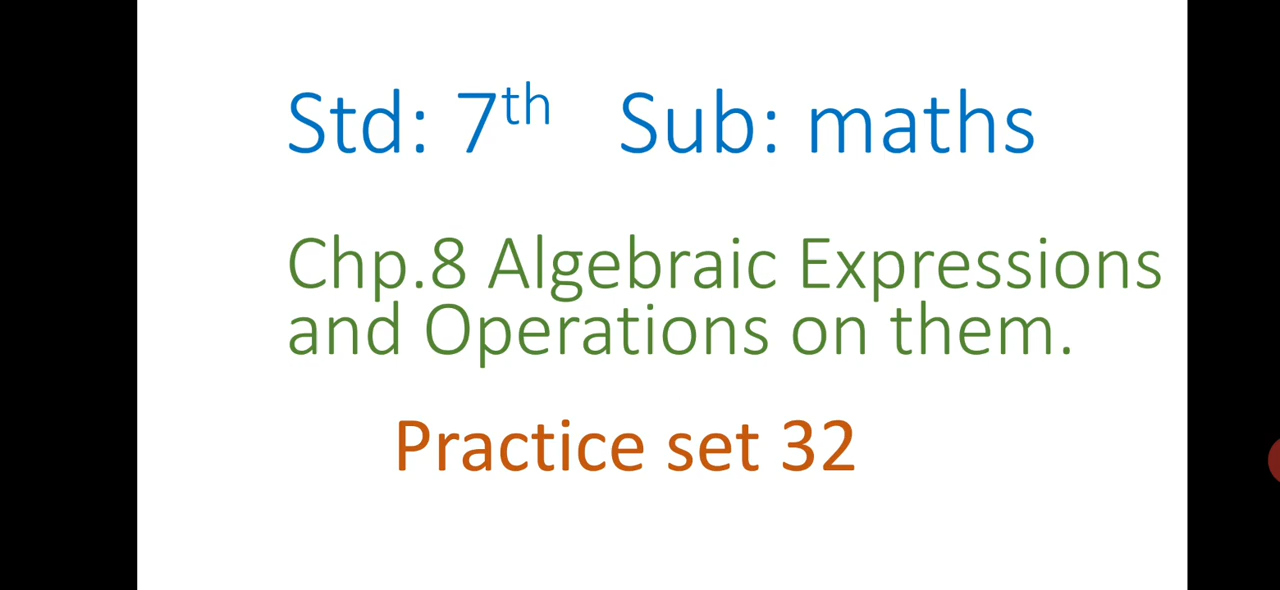 Std: 7th Sub: maths
Chp.8 Algebraic Expressions
and Operations on them.
Practice set 32